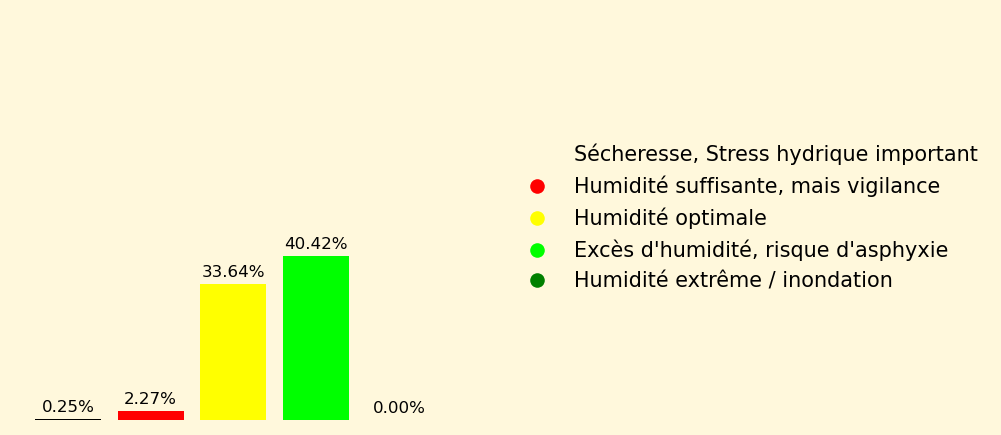 Sécheresse, Stress hydrique important
Humidité suffisante, mais vigilance
Humidité optimale
Excès d'humidité, risque d'asphyxie
Humidité extrême / inondation
40.42%
33.64%
2.27%
0.25%
0.00%